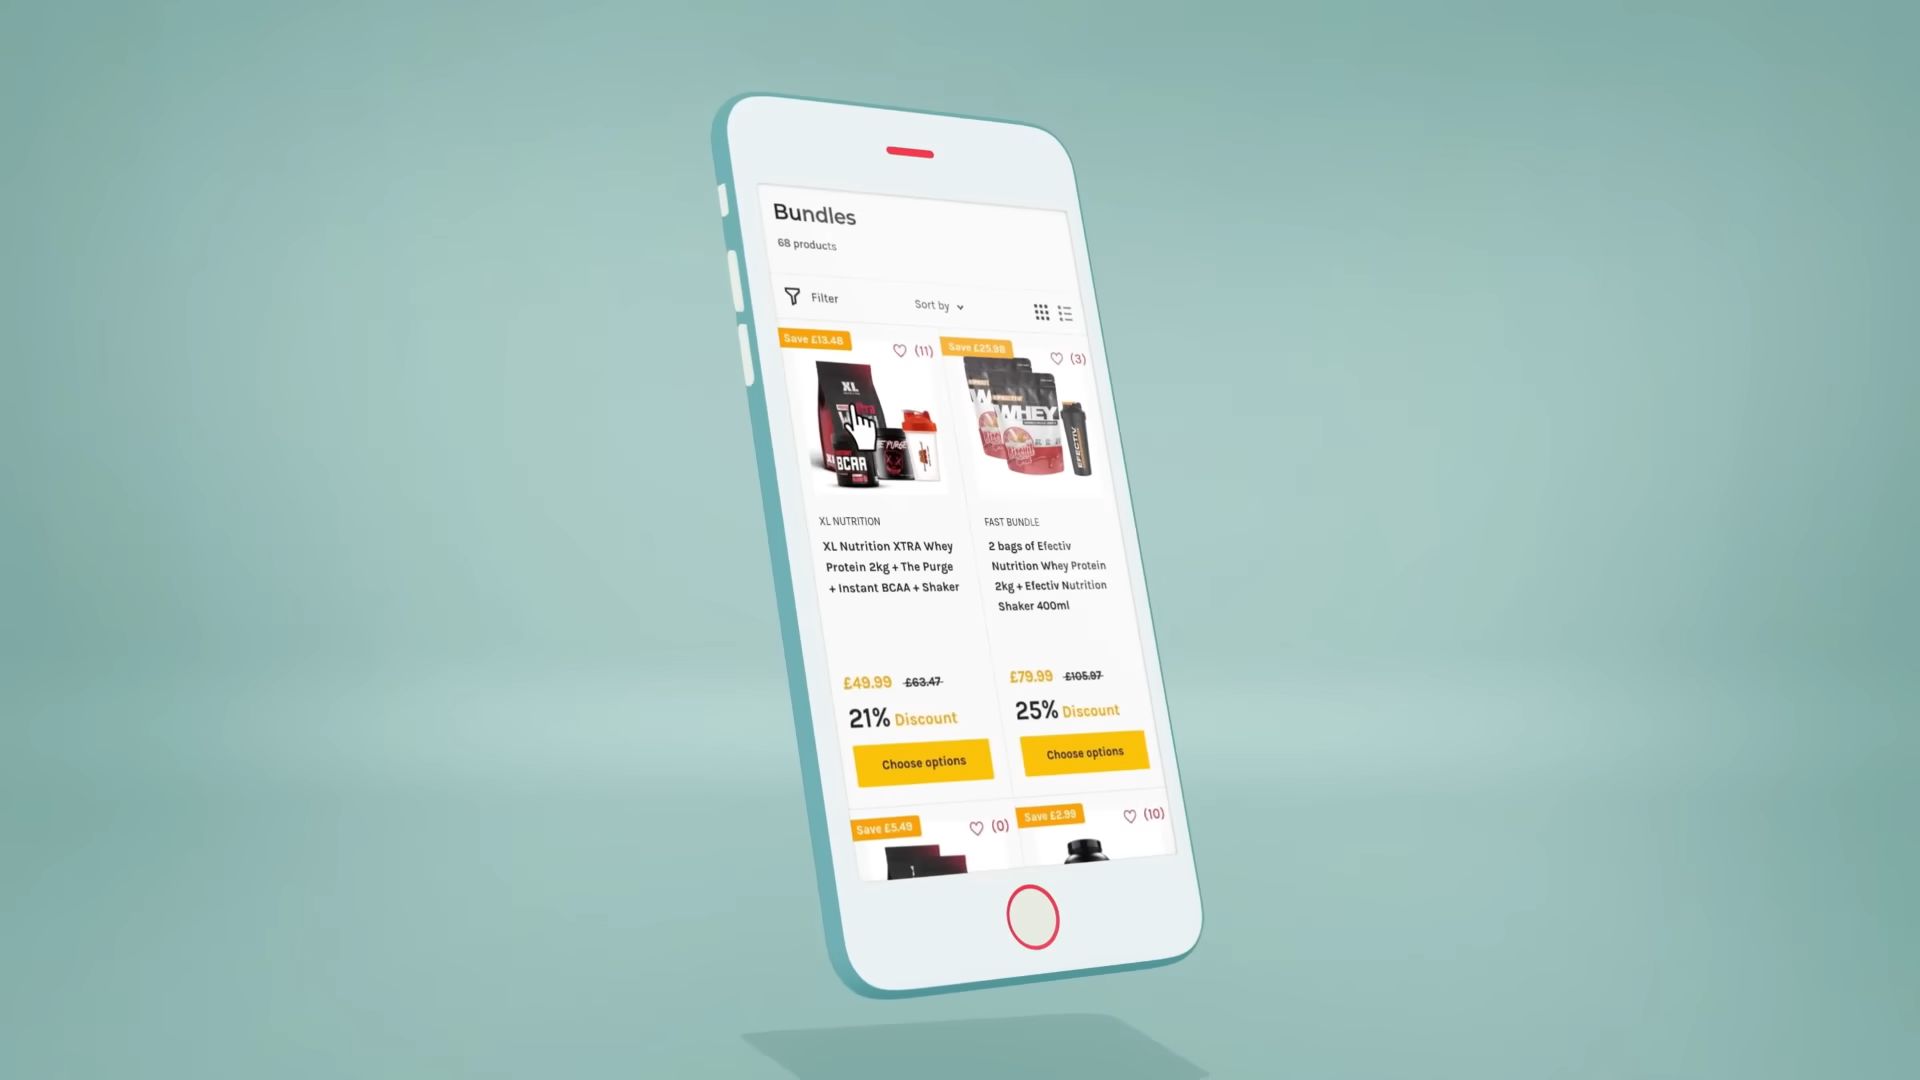 Bundles
68 products
Filter
Sort by
Save £13.48
(11)
Save £25.98
(3)
XL
BCAA
PURGE
WHEY
EFECTIV
XL NUTRITION
XL Nutrition XTRA Whey
Protein 2kg + The Purge
+ Instant BCAA + Shaker
£49.99 £63.47
21% Discount
Choose options
FAST BUNDLE
2 bags of Efectiv
Nutrition Whey Protein
2kg + Efectiv Nutrition
Shaker 400ml
£79.99 £105.97
25% Discount
Choose options
Save £5.49
(0)
Save £2.99
(10)